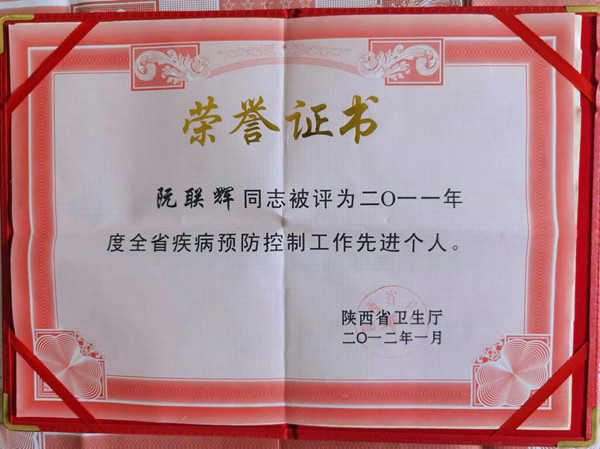 荣誉证书
阮联辉同志被评为二〇一一年
度全省疾病预防控制工作先进个人。
陕西省卫生厅
二〇一二年一月